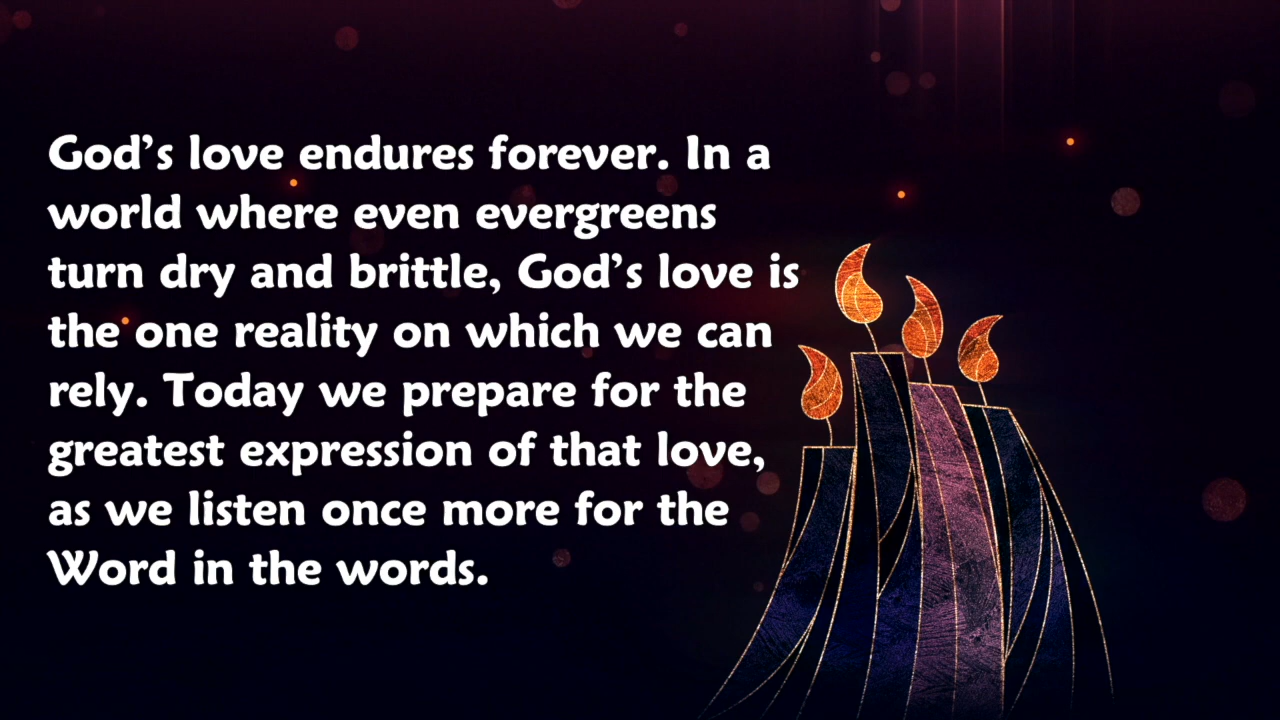 God’s love endures forever. In a
world where even evergreens
turn dry and brittle, God’s love is
the one reality on which we can
rely. Today we prepare for the
greatest expression of that love,
as we listen once more for the
Word in the words.